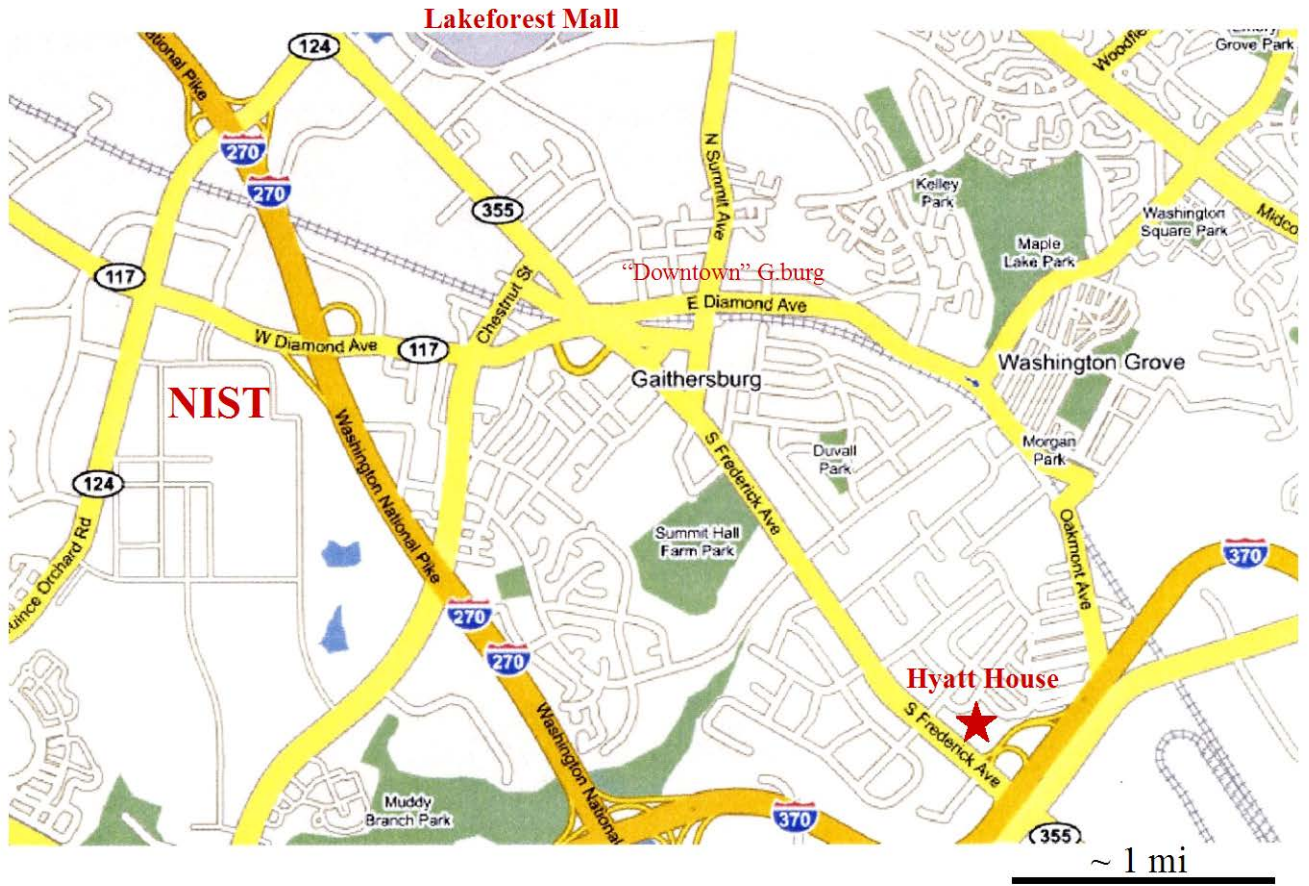 Lakeforest Mall
124
National Pike
Woodfi
(Emory
Grove Park
270
270
N Summit Ave
355
Kelley
Park
Washington
Square Park
Midco
Maple
Lake Park
117
Chestnut St
“Downtown” G.burg
E Diamond Ave
W Diamond Ave
117
Washington Grove
Gaithersburg
NIST
Washington National Pike
S Frederick Ave
Duvall
Park
Morgan
Park
124
Quince Orchard Rd
Summit Hall
Farm Park
Oakmont Ave
370
270
270
Hyatt House
S Frederick Ave
Washington National
Muddy
Branch Park
370
355
~ 1 mi